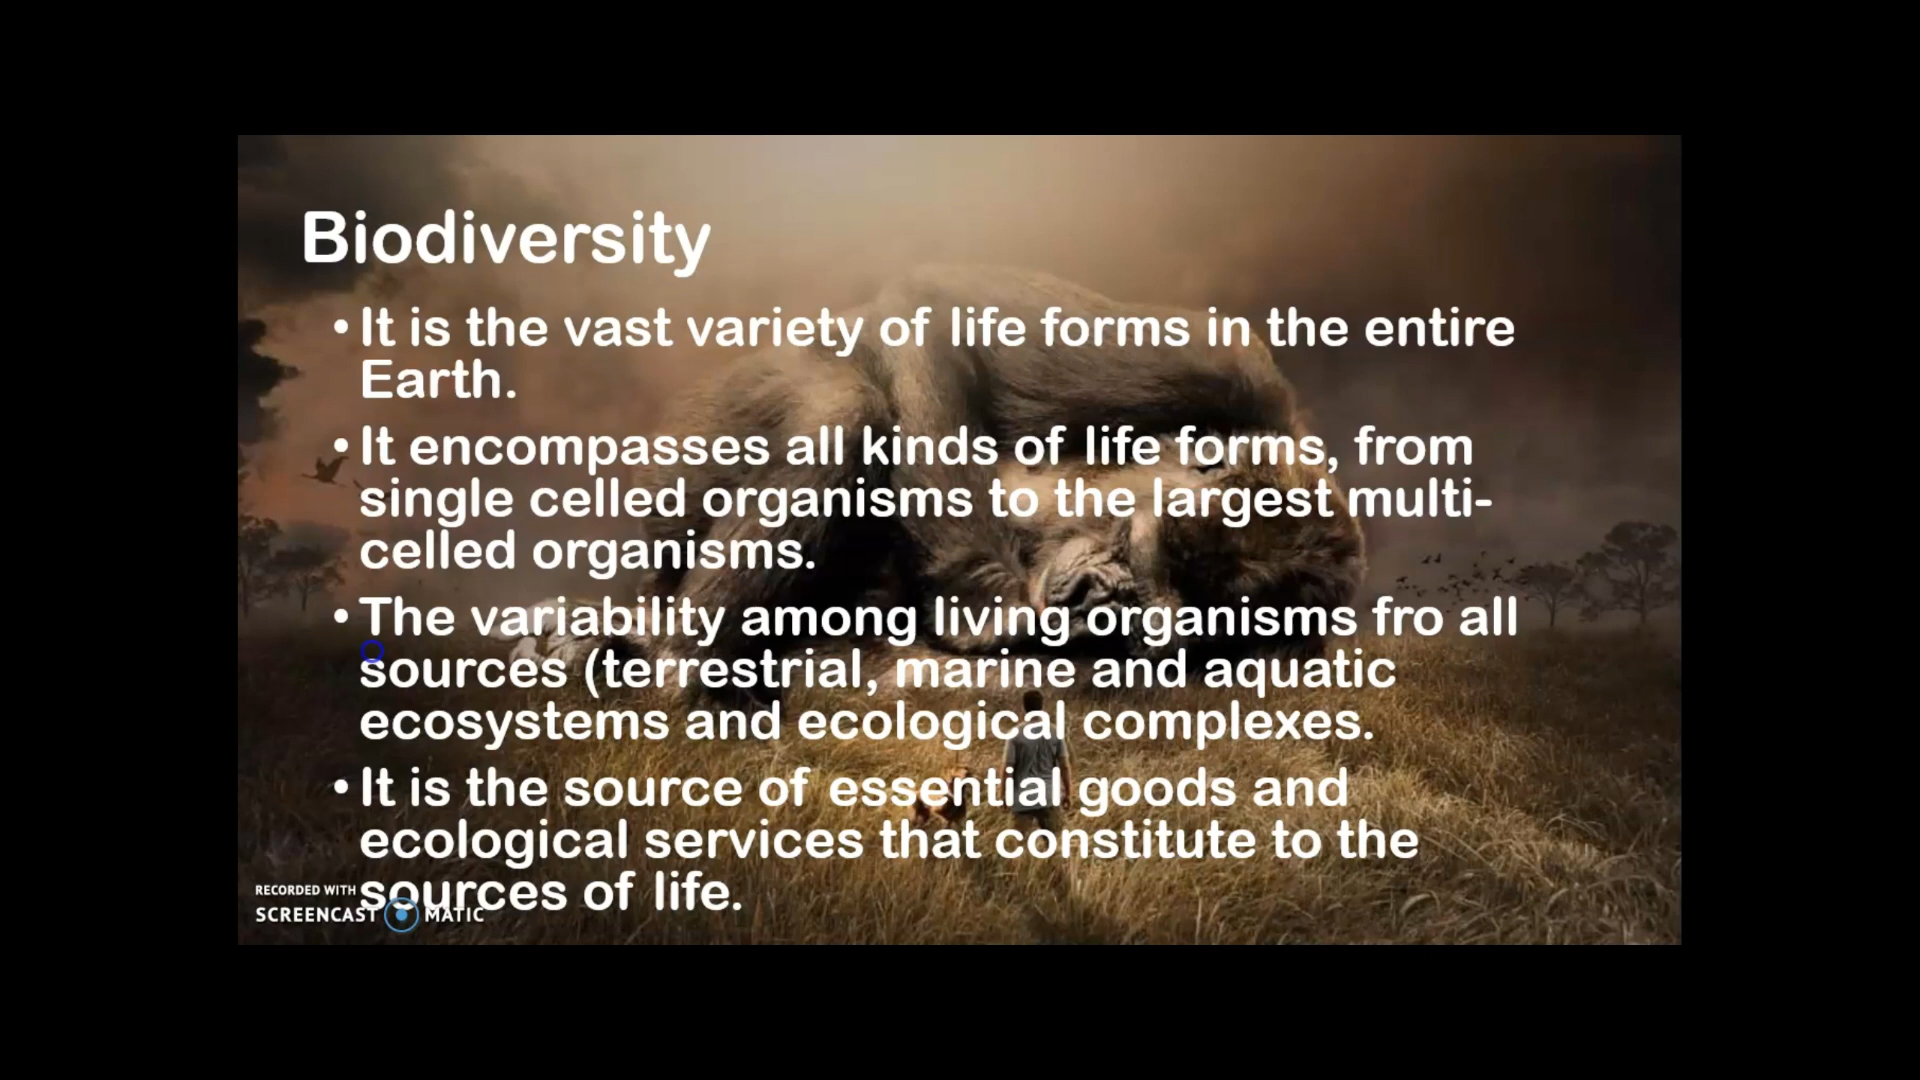 Biodiversity
•It is the vast variety of life forms in the entire
Earth.
•It encompasses all kinds of life forms, from
single celled organisms to the largest multi-
celled organisms.
•The variability among living organisms fro all
sources (terrestrial, marine and aquatic
ecosystems and ecological complexes.
•It is the source of essential goods and
ecological services that constitute to the
sources of life.
RECORDED WITH
SCREENCAST MATIC